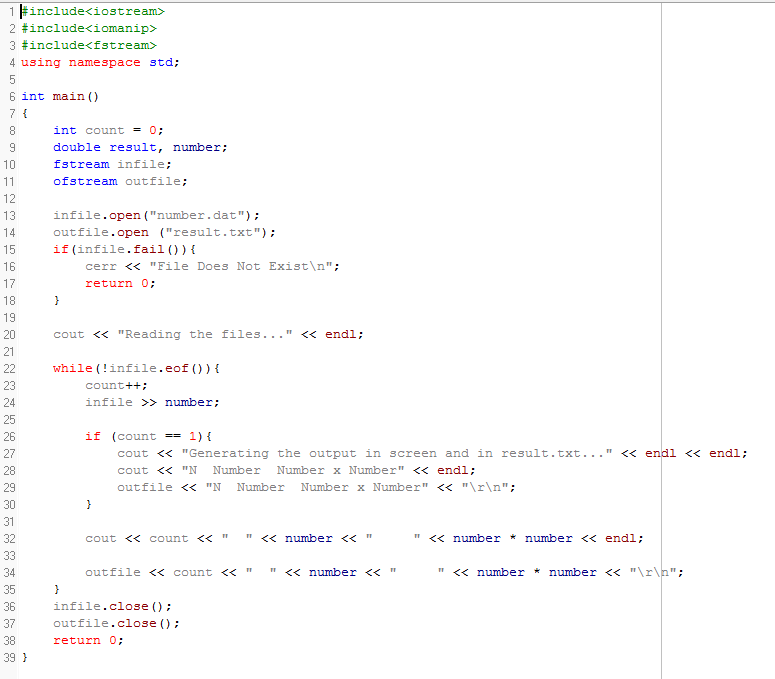 1 #include<iostream>
2 #include<iomanip>
3 #include<fstream>
4 using namespace std;
5
6 int main()
7 {
8     int count = 0;
9     double result, number;
10     fstream infile;
11     ofstream outfile;
12
13     infile.open("number.dat");
14     outfile.open ("result.txt");
15     if(infile.fail()){
16         cerr << "File Does Not Exist\n";
17         return 0;
18     }
19
20     cout << "Reading the files..." << endl;
21
22     while(!infile.eof()){
23         count++;
24         infile >> number;
25
26         if (count == 1){
27             cout << "Generating the output in screen and in result.txt..." << endl << endl;
28             cout << "N  Number  Number x Number" << endl;
29             outfile << "N  Number  Number x Number" << "\r\n";
30         }
31
32         cout << count << "  " << number << "     " << number * number << endl;
33
34         outfile << count << "  " << number << "     " << number * number << "\r\n";
35     }
36     infile.close();
37     outfile.close();
38     return 0;
39 }